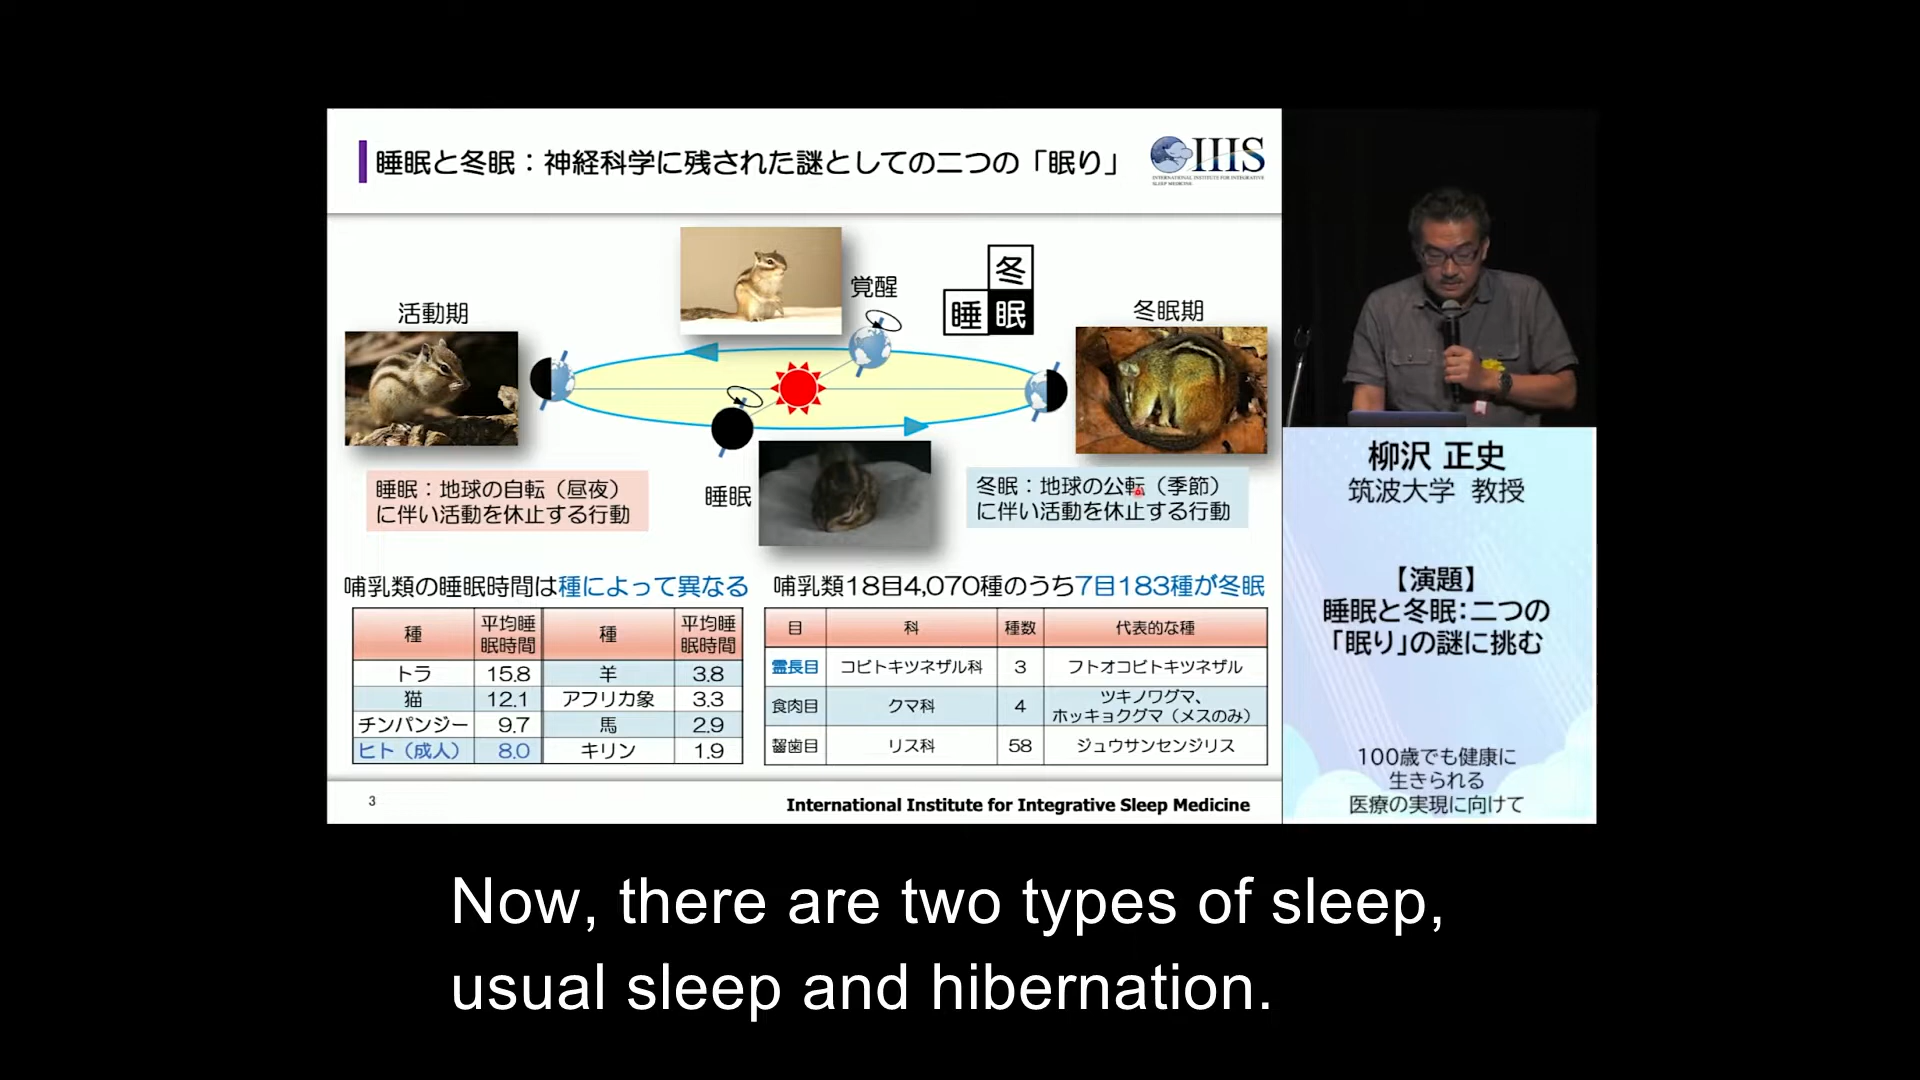 睡眠と冬眠：神経科学に残された謎としての二つの「眠り」
IIIS
INTERNATIONAL INSTITUTE FOR INTEGRATIVE
SLEEP MEDICINE
活動期
覚醒
冬
睡眠
冬眠期
睡眠：地球の自転（昼夜）
に伴い活動を休止する行動
睡眠
冬眠：地球の公転（季節）
に伴い活動を休止する行動
哺乳類の睡眠時間は種によって異なる
種 平均睡眠時間 種 平均睡眠時間
トラ 15.8 羊 3.8
猫 12.1 アフリカ象 3.3
チンパンジー 9.7 馬 2.9
ヒト（成人） 8.0 キリン 1.9
哺乳類18目4,070種のうち7目183種が冬眠
目 科 種数 代表的な種
霊長目 コビトキツネザル科 3 フトオコビトキツネザル
食肉目 クマ科 4 ツキノワグマ、
ホッキョクグマ（メスのみ）
齧歯目 リス科 58 ジュウサンセンジリス
3
International Institute for Integrative Sleep Medicine
柳沢 正史
筑波大学 教授
【演題】
睡眠と冬眠：二つの
「眠り」の謎に挑む
100歳でも健康に
生きられる
医療の実現に向けて
Now, there are two types of sleep,
usual sleep and hibernation.